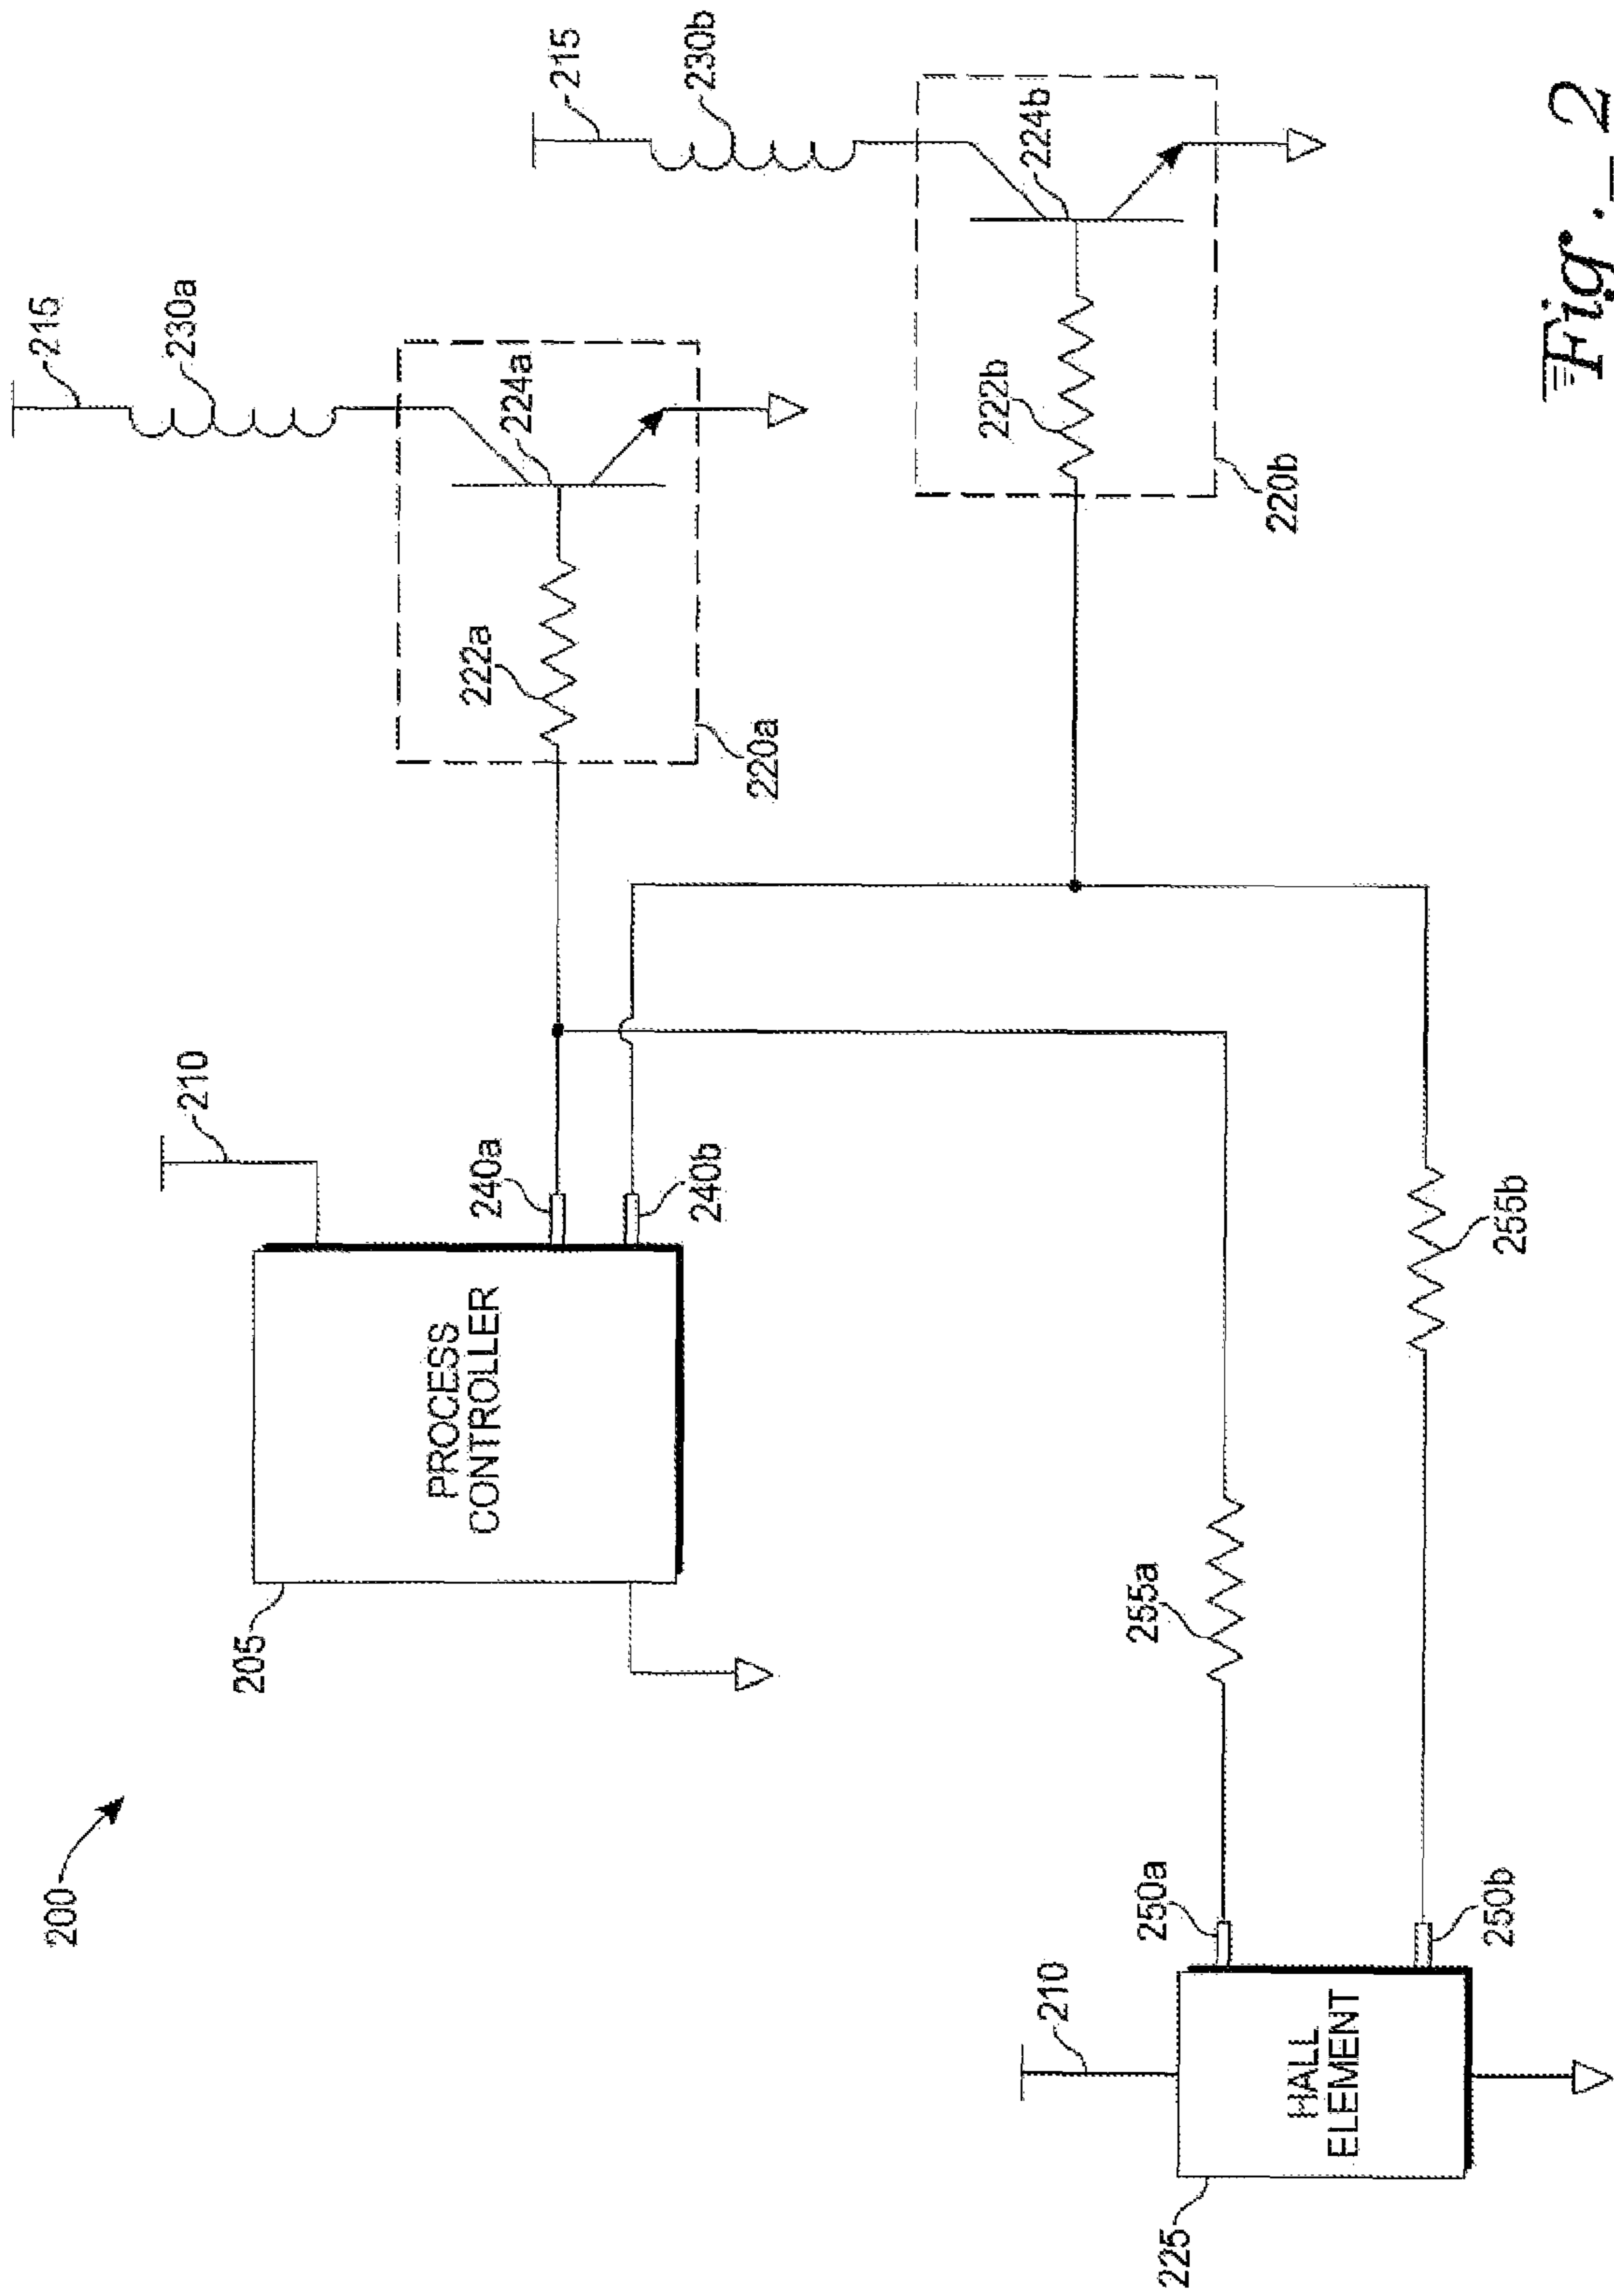 200
205
PROCESS
CONTROLLER
210
240a
240b
215
230a
222a
224a
220a
215
230b
222b
224b
220b
225
HALL
ELEMENT
210
250a
250b
255a
255b
Fig._2